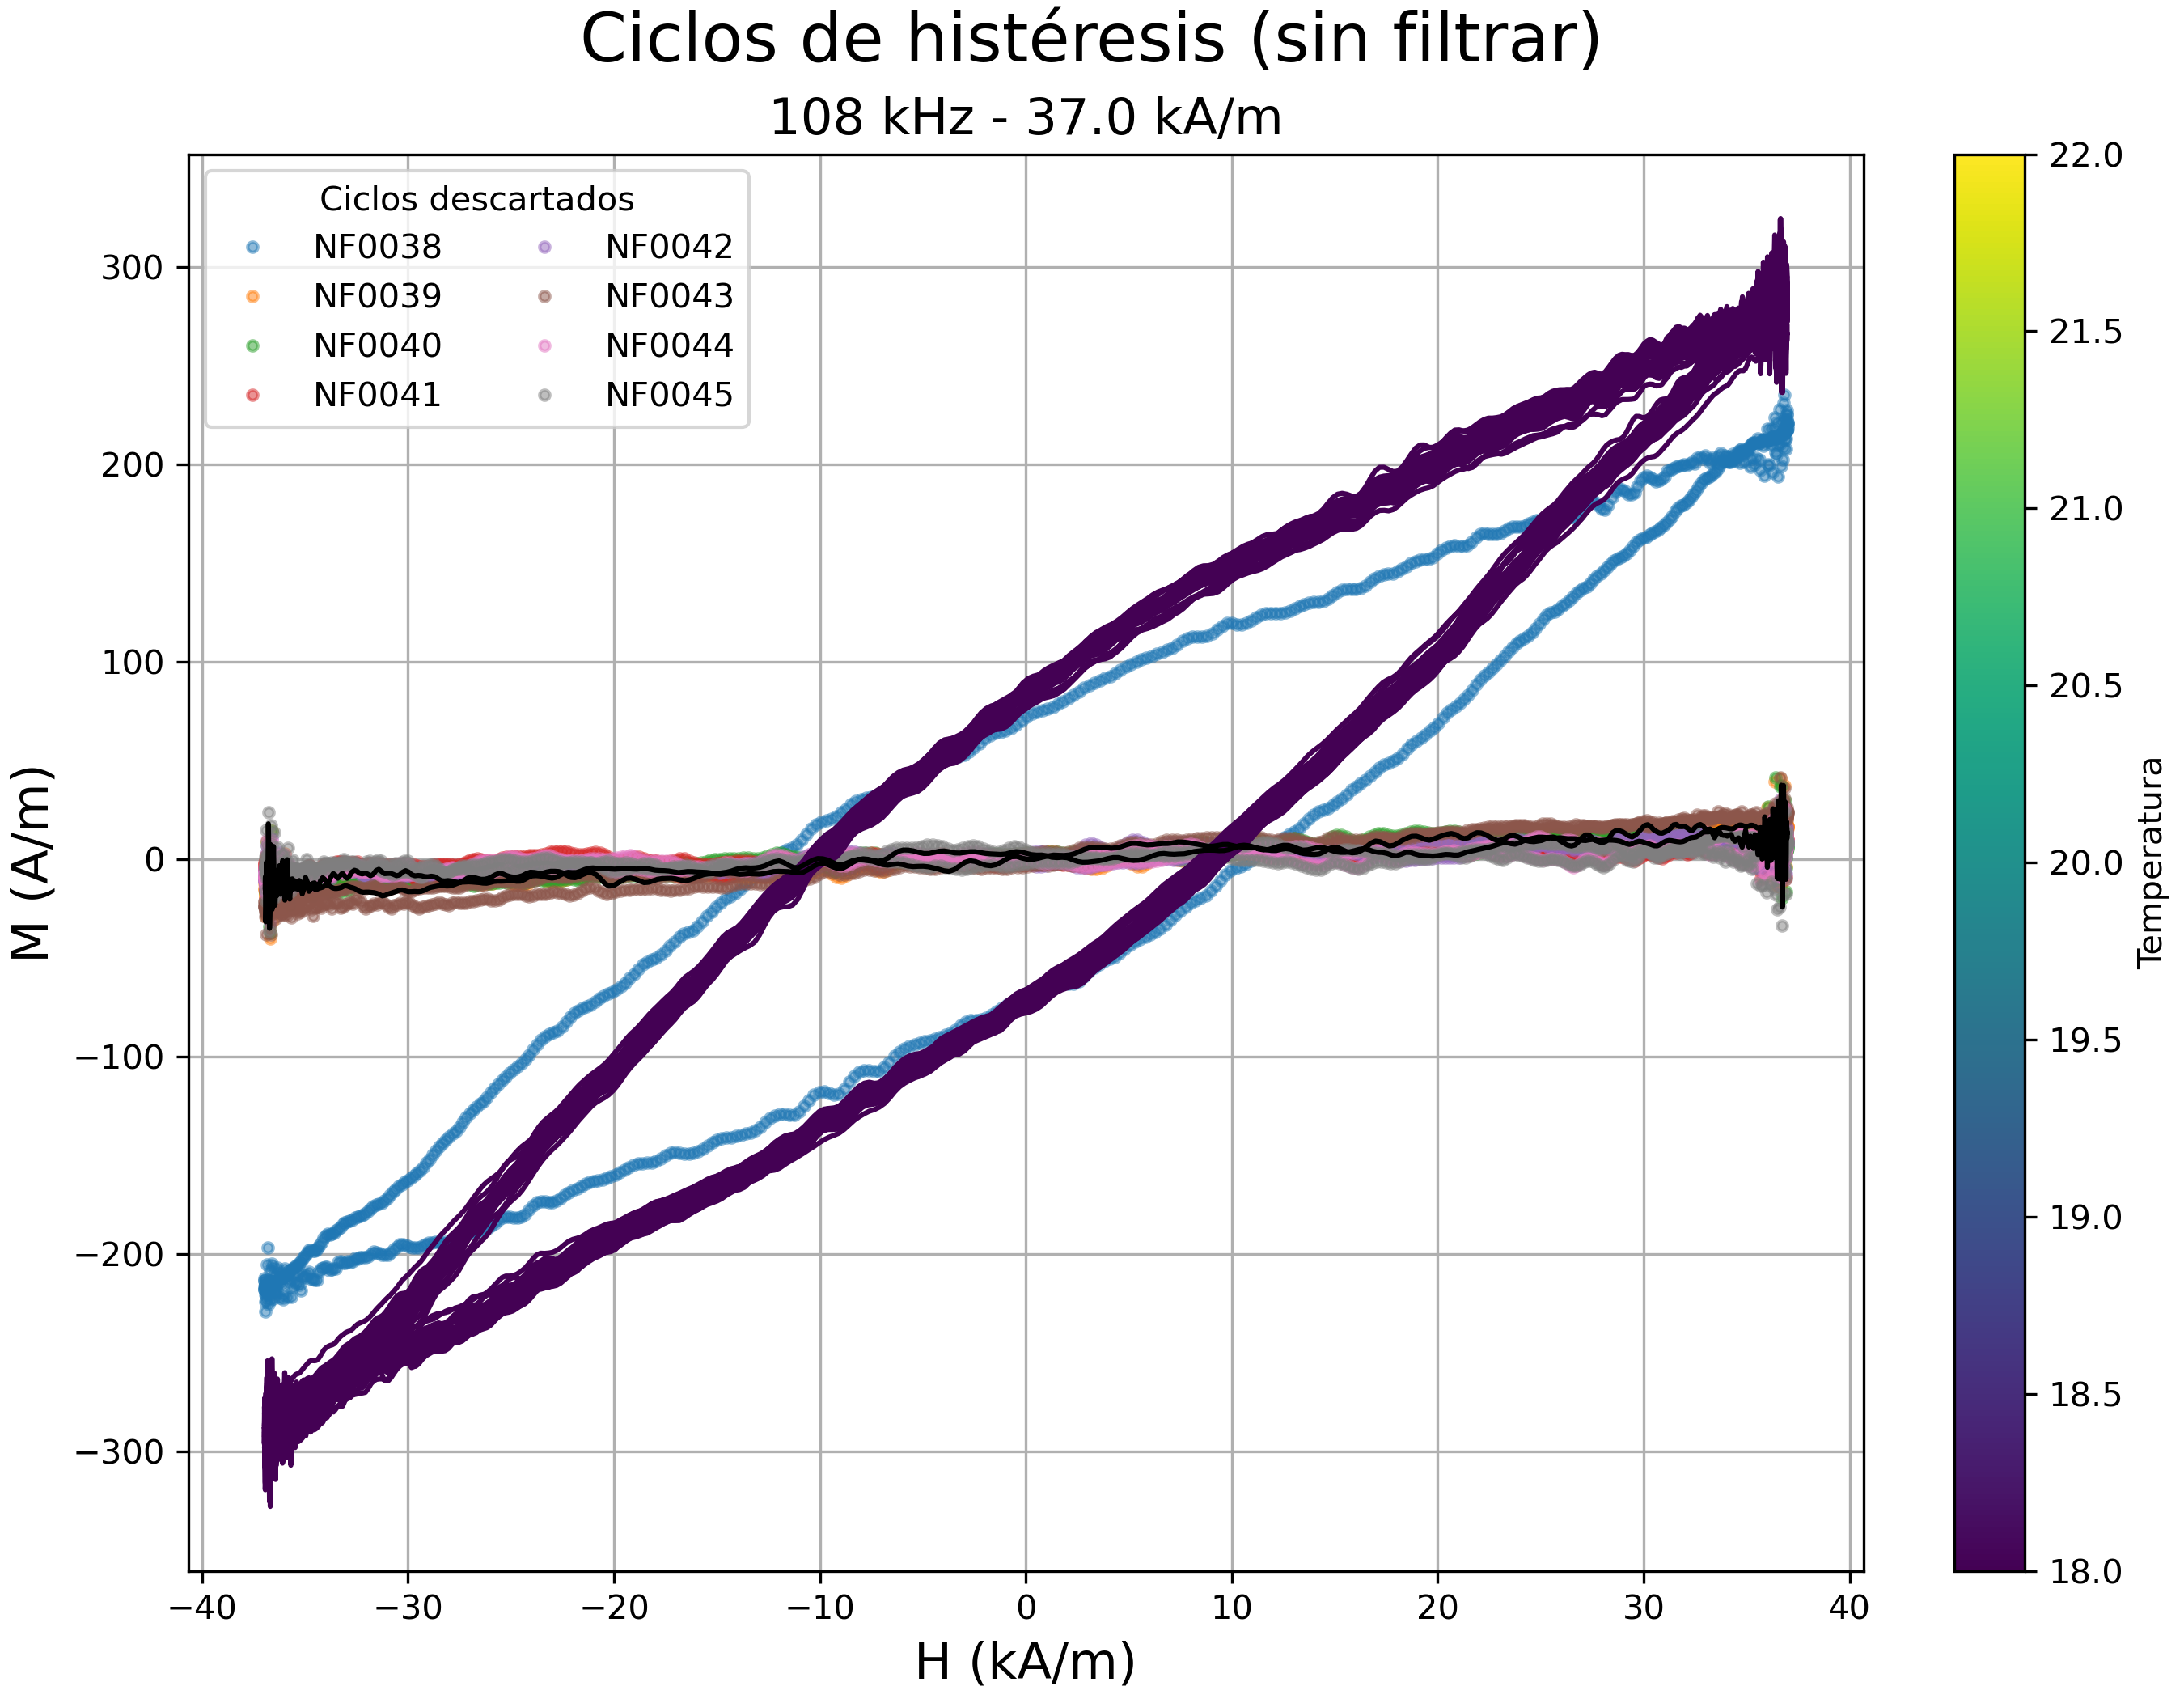 Ciclos de histéresis (sin filtrar)
108 kHz - 37.0 kA/m
Ciclos descartados
NF0038 NF0042
NF0039 NF0043
NF0040 NF0044
NF0041 NF0045
300
200
100
0
−100
−200
−300
M (A/m)
−40 −30 −20 −10 0 10 20 30 40
H (kA/m)
22.0
21.5
21.0
20.5
20.0
19.5
19.0
18.5
18.0
Temperatura